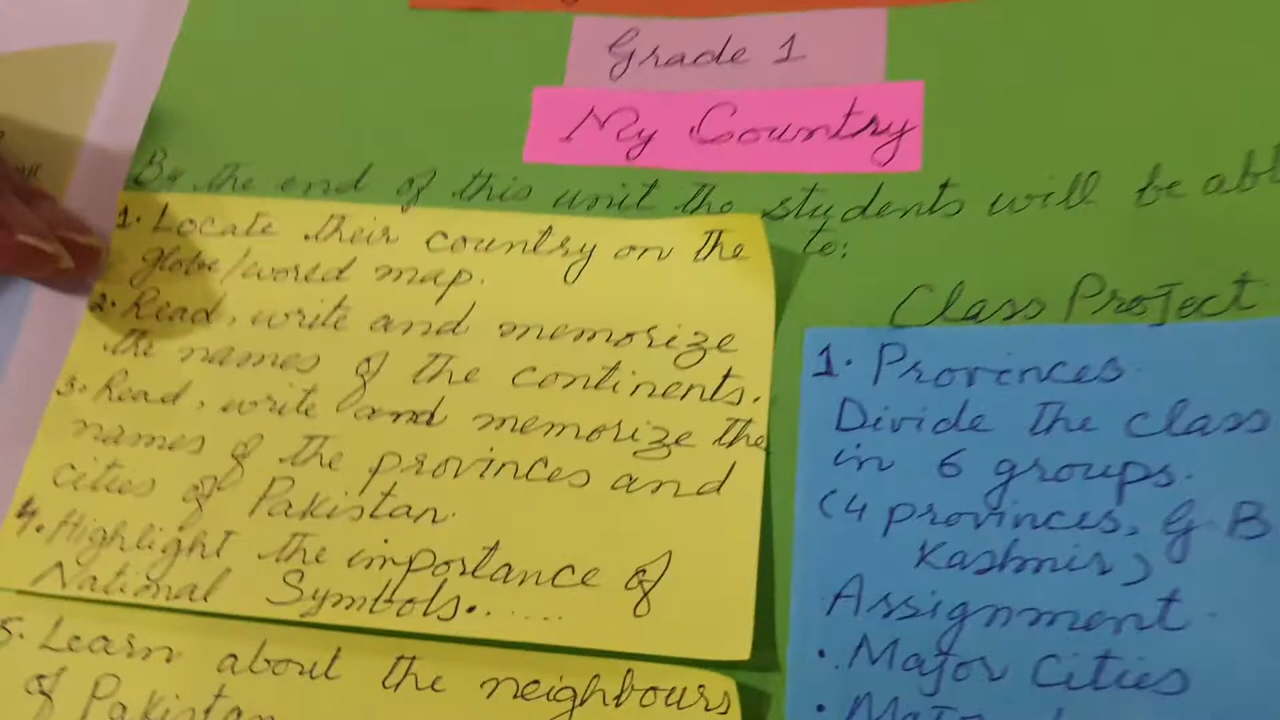 Grade 1
My Country
By the end of this unit the students will be abl
to:
1. Locate their country on the
globe/world map.
2. Read, write and memorize
the names of the continents.
3. Read, write and memorize the
names of the provinces and
cities of Pakistan.
4. Highlight the importance of
National Symbols......
5. Learn about the neighbours
of Pakistan
Class Project
1. Provinces.
Divide the class
in 6 groups.
(4 provinces, G.B
Kashmir)
Assignment.
• Major Cities